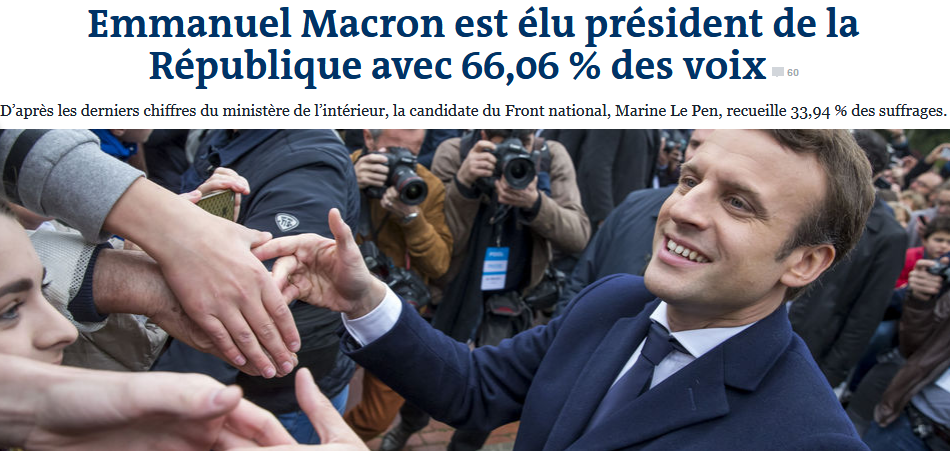 Emmanuel Macron est élu président de la
République avec 66,06 % des voix 60
D’après les derniers chiffres du ministère de l’intérieur, la candidate du Front national, Marine Le Pen, recueille 33,94 % des suffrages.